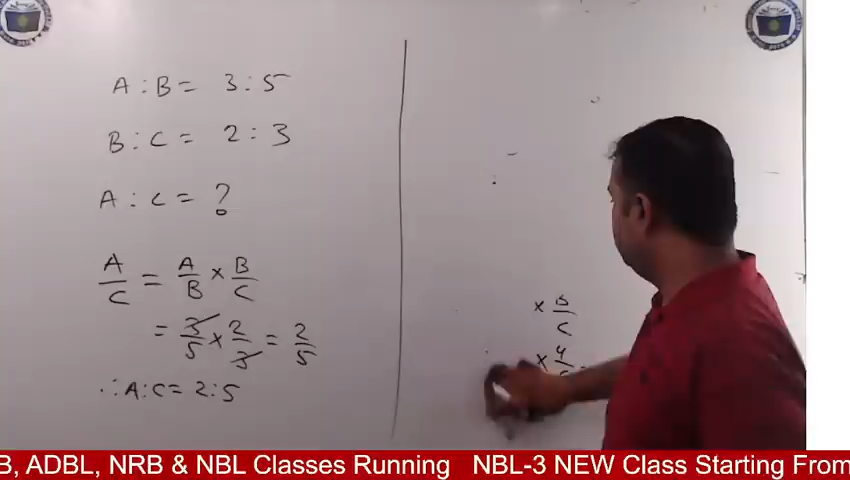 A : B = 3 : 5
B : C = 2 : 3
A : C = ?
A/C = A/B × B/C
= 3/5 × 2/3 = 2/5
∴ A:C = 2:5
× B/C
× 4/
B, ADBL, NRB & NBL Classes Running NBL-3 NEW Class Starting From